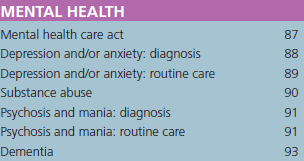 MENTAL HEALTH
Mental health care act 87
Depression and/or anxiety: diagnosis 88
Depression and/or anxiety: routine care 89
Substance abuse 90
Psychosis and mania: diagnosis 91
Psychosis and mania: routine care 91
Dementia 93